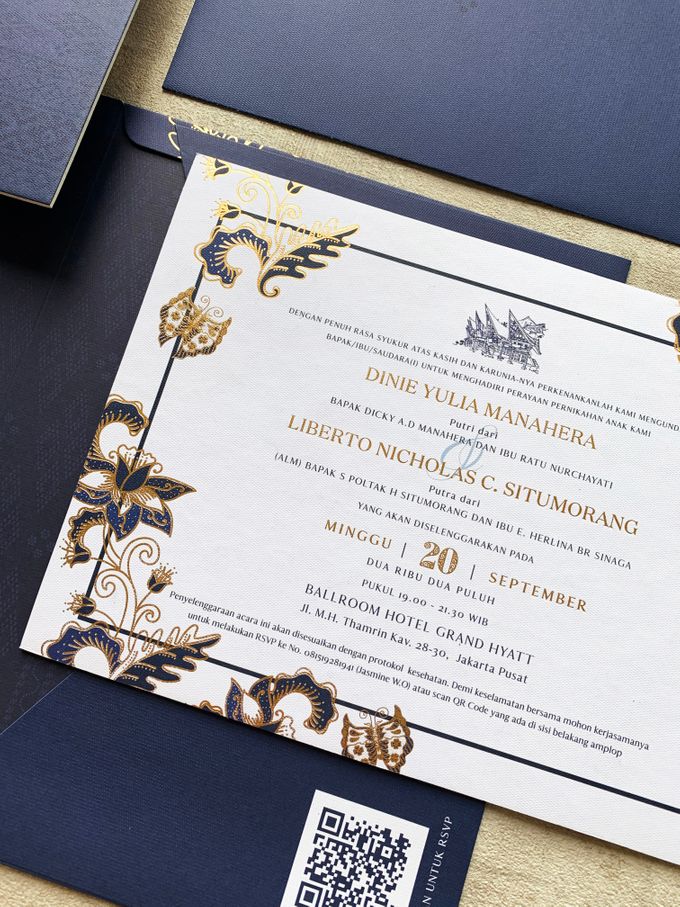 DENGAN PENUH RASA SYUKUR ATAS KASIH DAN KARUNIA-NYA PERKENANKANLAH KAMI MENGUND
BAPAK/IBU/SAUDARA(I) UNTUK MENGHADIRI PERAYAAN PERNIKAHAN ANAK KAMI
DINIE YULIA MANAHERA
Putri dari
BAPAK DICKY A.D MANAHERA DAN IBU RATU NURCHAYATI
&
LIBERTO NICHOLAS C. SITUMORANG
Putra dari
(ALM) BAPAK S POLTAK H SITUMORANG DAN IBU E. HERLINA BR SINAGA
YANG AKAN DISELENGGARAKAN PADA
MINGGU | 20 | SEPTEMBER
DUA RIBU DUA PULUH
PUKUL 19.00 - 21.30 WIB
BALLROOM HOTEL GRAND HYATT
Jl. M.H. Thamrin Kav. 28-30, Jakarta Pusat
Penyelenggaraan acara ini akan disesuaikan dengan protokol kesehatan. Demi keselamatan bersama mohon kerjasamanya
untuk melakukan RSVP ke No. 081519281941 (Jasmine W.O) atau scan QR Code yang ada di sisi belakang amplop
N UNTUK RSVP